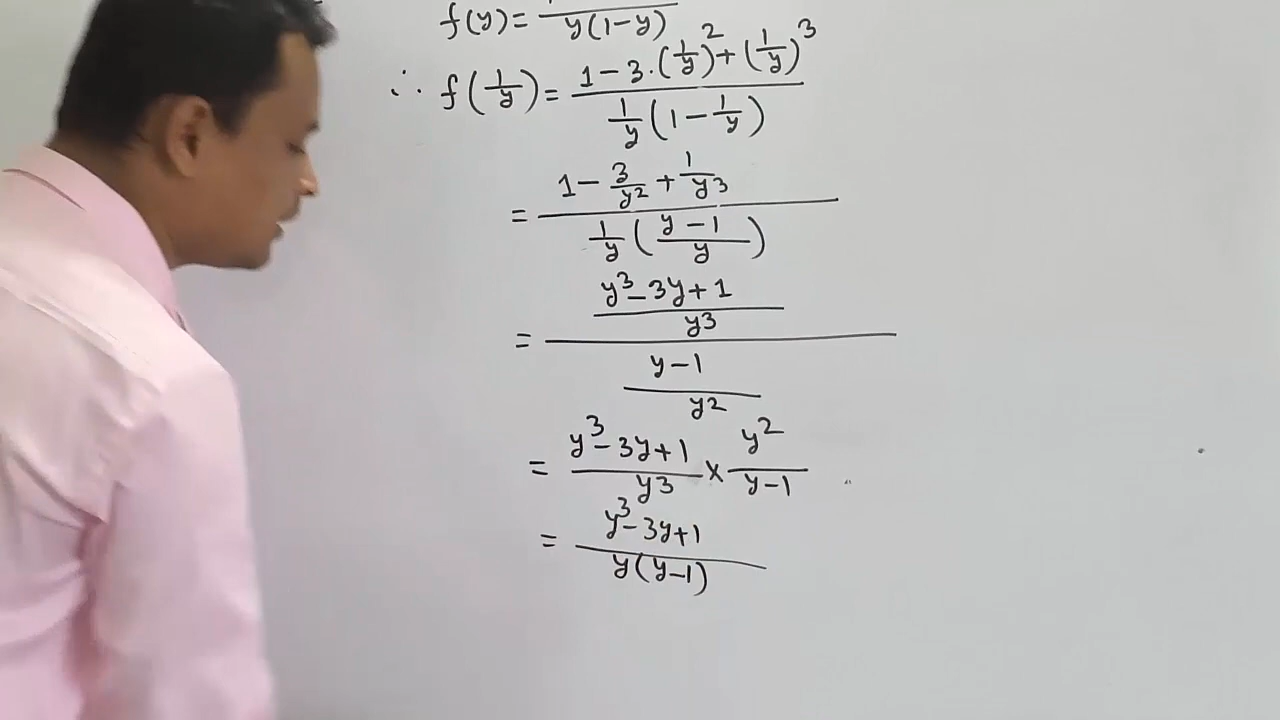 f(y) = ——— / y(1-y)
∴ f(1/y) = (1 - 3·(1/y)² + (1/y)³) / (1/y (1 - 1/y))
= (1 - 3/y² + 1/y³) / (1/y ((y-1)/y))
= ((y³ - 3y + 1)/y³) / ((y-1)/y²)
= (y³ - 3y + 1)/y³ × y²/(y-1)
= (y³ - 3y + 1) / y(y-1)